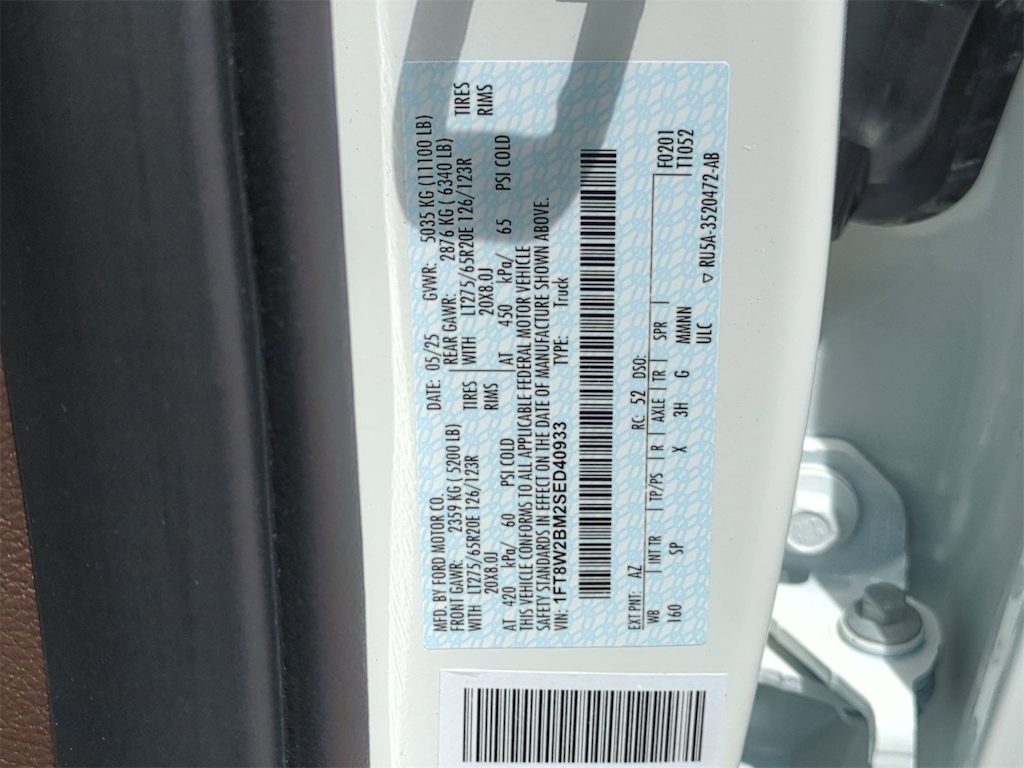 MFD. BY FORD MOTOR CO.
DATE: 05/25 GVWR: 5035 KG (11100 LB)
FRONT GAWR: 2359 KG ( 5200 LB)
REAR GAWR: 2876 KG ( 6340 LB)
WITH LT275/65R20E 126/123R TIRES
WITH LT275/65R20E 126/123R TIRES
20X8.0J RIMS
20X8.0J RIMS
AT 420 kPa/ 60 PSI COLD
AT 450 kPa/ 65 PSI COLD
THIS VEHICLE CONFORMS TO ALL APPLICABLE FEDERAL MOTOR VEHICLE
SAFETY STANDARDS IN EFFECT ON THE DATE OF MANUFACTURE SHOWN ABOVE.
VIN: 1FT8W2BM2SED40933 TYPE: Truck
F0201
T1052
EXT PNT: AZ RC: 52 DSO:
WB INT TR TP/PS R AXLE TR SPR
160 SP X 3H G MMNN
ULC
▽ RU5A-3520472-AB